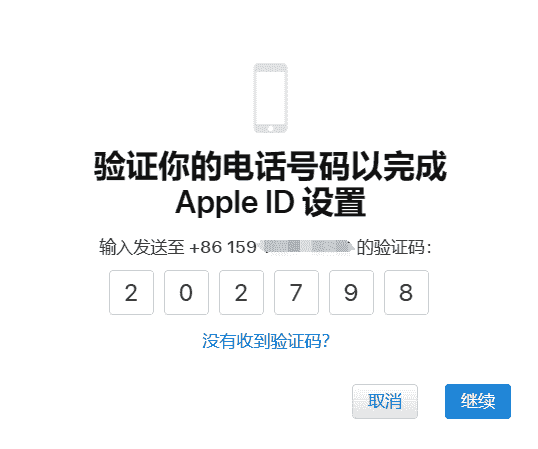 验证你的电话号码以完成
Apple ID 设置
输入发送至 +86 159 的验证码：
2 0 2 7 9 8
没有收到验证码？
取消 继续